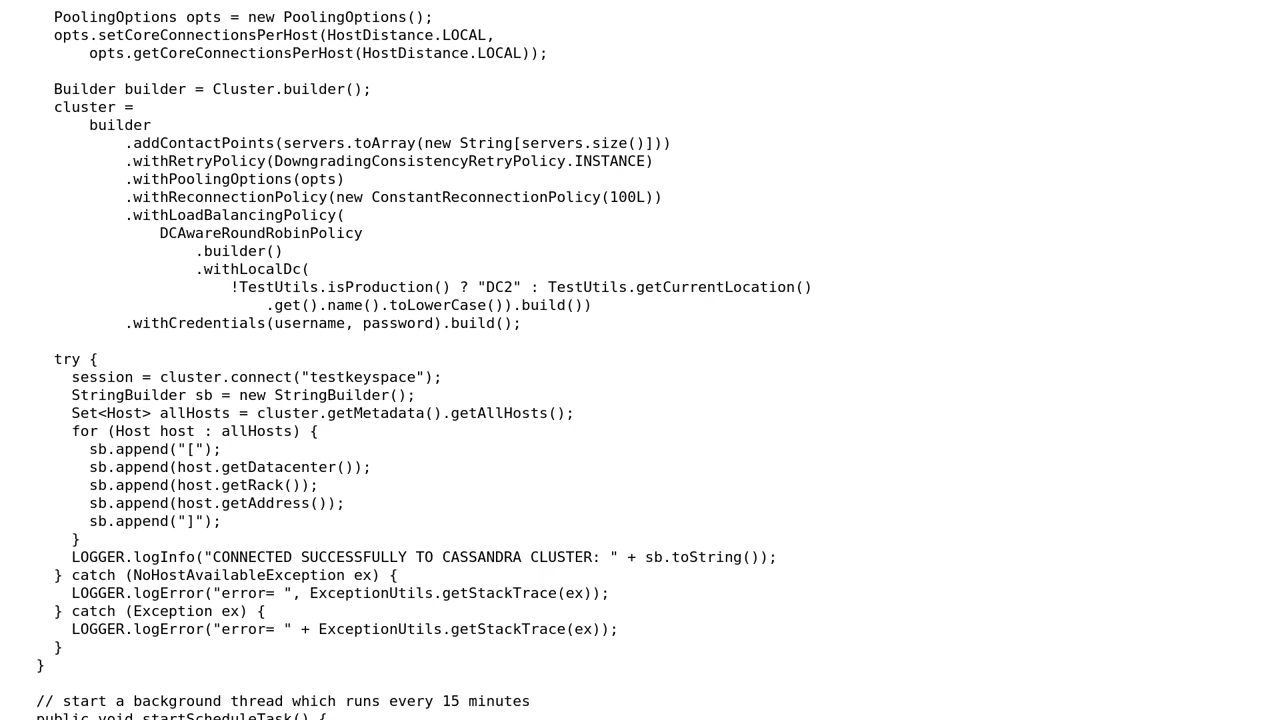 PoolingOptions opts = new PoolingOptions();
opts.setCoreConnectionsPerHost(HostDistance.LOCAL,
opts.getCoreConnectionsPerHost(HostDistance.LOCAL));
Builder builder = Cluster.builder();
cluster =
builder
.addContactPoints(servers.toArray(new String[servers.size()]))
.withRetryPolicy(DowngradingConsistencyRetryPolicy.INSTANCE)
.withPoolingOptions(opts)
.withReconnectionPolicy(new ConstantReconnectionPolicy(100L))
.withLoadBalancingPolicy(
DCAwareRoundRobinPolicy
.builder()
.withLocalDc(
!TestUtils.isProduction() ? "DC2" : TestUtils.getCurrentLocation()
.get().name().toLowerCase()).build())
.withCredentials(username, password).build();
try {
session = cluster.connect("testkeyspace");
StringBuilder sb = new StringBuilder();
Set<Host> allHosts = cluster.getMetadata().getAllHosts();
for (Host host : allHosts) {
sb.append("[");
sb.append(host.getDatacenter());
sb.append(host.getRack());
sb.append(host.getAddress());
sb.append("]");
}
LOGGER.logInfo("CONNECTED SUCCESSFULLY TO CASSANDRA CLUSTER: " + sb.toString());
} catch (NoHostAvailableException ex) {
LOGGER.logError("error= ", ExceptionUtils.getStackTrace(ex));
} catch (Exception ex) {
LOGGER.logError("error= " + ExceptionUtils.getStackTrace(ex));
}
}
// start a background thread which runs every 15 minutes
public void startScheduleTask() {